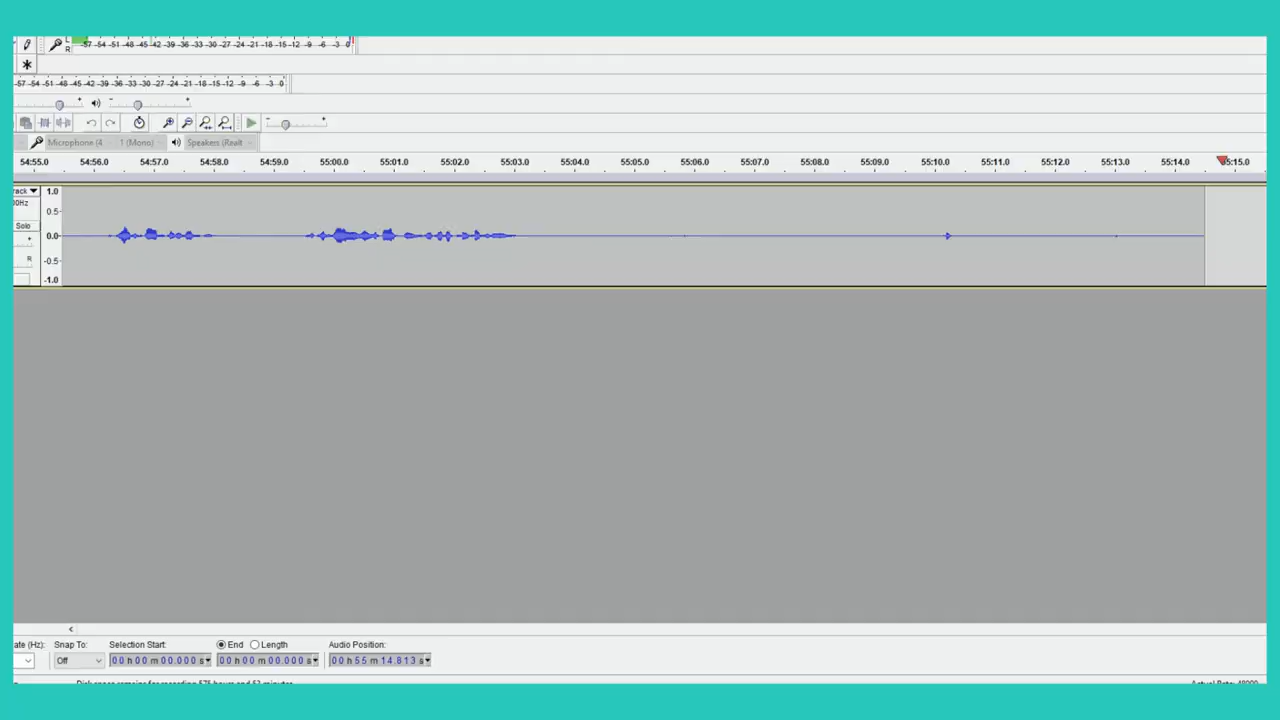 L
R
-57 -54 -51 -48 -45 -42 -39 -36 -33 -30 -27 -24 -21 -18 -15 -12 -9 -6 -3 0
-57 -54 -51 -48 -45 -42 -39 -36 -33 -30 -27 -24 -21 -18 -15 -12 -9 -6 -3 0
- +
- +
- +
Microphone (4 1 (Mono) Speakers (Realt
54:55.0 54:56.0 54:57.0 54:58.0 54:59.0 55:00.0 55:01.0 55:02.0 55:03.0 55:04.0 55:05.0 55:06.0 55:07.0 55:08.0 55:09.0 55:10.0 55:11.0 55:12.0 55:13.0 55:14.0 55:15.0
rack 1.0
00Hz
0.5
Solo
+ 0.0
R -0.5
-1.0
ate (Hz): Snap To: Selection Start: End Length Audio Position:
Off 00 h 00 m 00.000 s 00 h 00 m 00.000 s 00 h 55 m 14.813 s
Disk space remains for recording 575 hours and 53 minutes Actual Rate: 48000